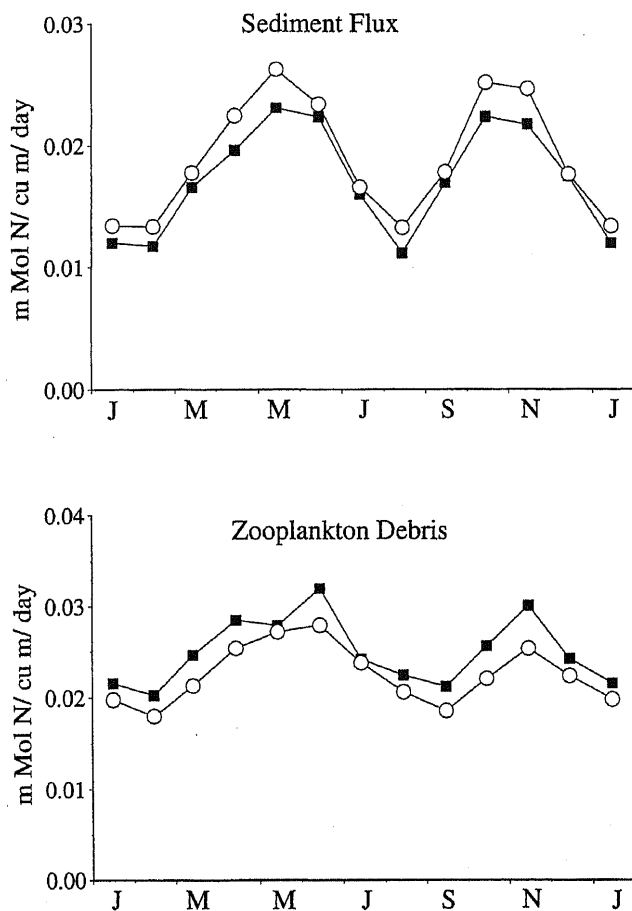 Sediment Flux
0.03
0.02
0.01
0.00
m Mol N/ cu m/ day
J M M J S N J
Zooplankton Debris
0.04
0.03
0.02
0.01
0.00
m Mol N/ cu m/ day
J M M J S N J